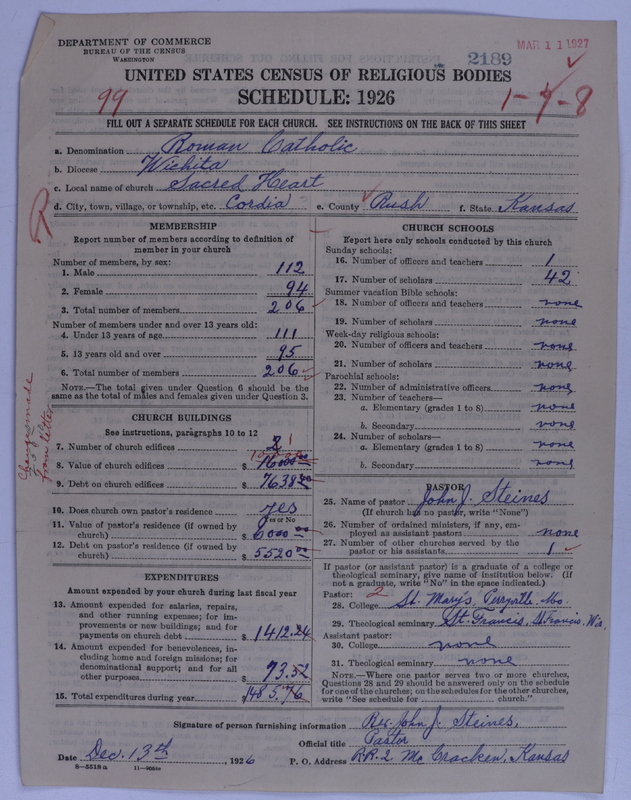 DEPARTMENT OF COMMERCE
BUREAU OF THE CENSUS
WASHINGTON
2189
MAR 11 1927
UNITED STATES CENSUS OF RELIGIOUS BODIES
99
SCHEDULE: 1926
FILL OUT A SEPARATE SCHEDULE FOR EACH CHURCH. SEE INSTRUCTIONS ON THE BACK OF THIS SHEET
a. Denomination Roman Catholic
b. Diocese Wichita
c. Local name of church Sacred Heart
d. City, town, village, or township, etc. Cordia e. County Rush f. State Kansas
MEMBERSHIP
Report number of members according to definition of
member in your church
Number of members, by sex:
1. Male 112
2. Female 94
3. Total number of members 206
Number of members under and over 13 years old:
4. Under 13 years of age 111
5. 13 years old and over 95
6. Total number of members 206
NOTE.—The total given under Question 6 should be the
same as the total of males and females given under Question 3.
Changes made
from letter
CHURCH BUILDINGS
See instructions, paragraphs 10 to 12
7. Number of church edifices 1
8. Value of church edifices $
9. Debt on church edifices $ 7638
10. Does church own pastor's residence yes
Yes or No
11. Value of pastor's residence (if owned by
church) $ 6000 00
12. Debt on pastor's residence (if owned by
church) $ 5520 00
EXPENDITURES
Amount expended by your church during last fiscal year
13. Amount expended for salaries, repairs,
and other running expenses; for im-
provements or new buildings; and for
payments on church debt $ 1412.24
14. Amount expended for benevolences, in-
cluding home and foreign missions; for
denominational support; and for all
other purposes $ 73.52
15. Total expenditures during year $ 1485.76
CHURCH SCHOOLS
Report here only schools conducted by this church
Sunday schools:
16. Number of officers and teachers 1
17. Number of scholars 42
Summer vacation Bible schools:
18. Number of officers and teachers none
19. Number of scholars none
Week-day religious schools:
20. Number of officers and teachers none
21. Number of scholars none
Parochial schools:
22. Number of administrative officers none
23. Number of teachers—
a. Elementary (grades 1 to 8) none
b. Secondary none
24. Number of scholars—
a. Elementary (grades 1 to 8) none
b. Secondary none
PASTOR
25. Name of pastor John J. Steines
(If church has no pastor, write "None")
26. Number of ordained ministers, if any, em-
ployed as assistant pastors none
27. Number of other churches served by the
pastor or his assistants 1
If pastor (or assistant pastor) is a graduate of a college or
theological seminary, give name of institution below. (If
not a graduate, write "No" in the space indicated.)
Pastor: 2
28. College St. Mary's, Perryville Mo.
29. Theological seminary St. Francis, St. Francis, Wis
Assistant pastor:
30. College none
31. Theological seminary none
NOTE.—Where one pastor serves two or more churches,
Questions 28 and 29 should be answered only on the schedule
for one of the churches; on the schedules for the other churches,
write "See schedule for church."
Signature of person furnishing information Rev. John J. Steines,
Official title Pastor
Date Dec. 13th, 1926 P. O. Address R.R. 2. Mc Cracken, Kansas
8—5518 a